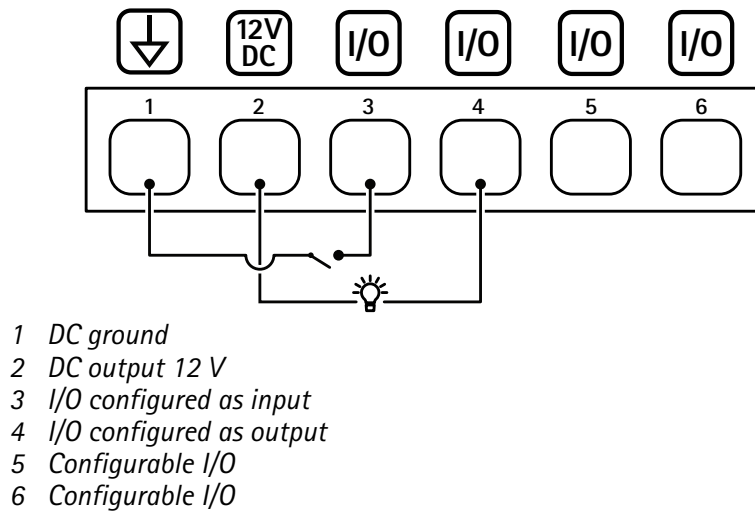 12V DC I/O I/O I/O I/O
1 2 3 4 5 6
1 DC ground
2 DC output 12 V
3 I/O configured as input
4 I/O configured as output
5 Configurable I/O
6 Configurable I/O